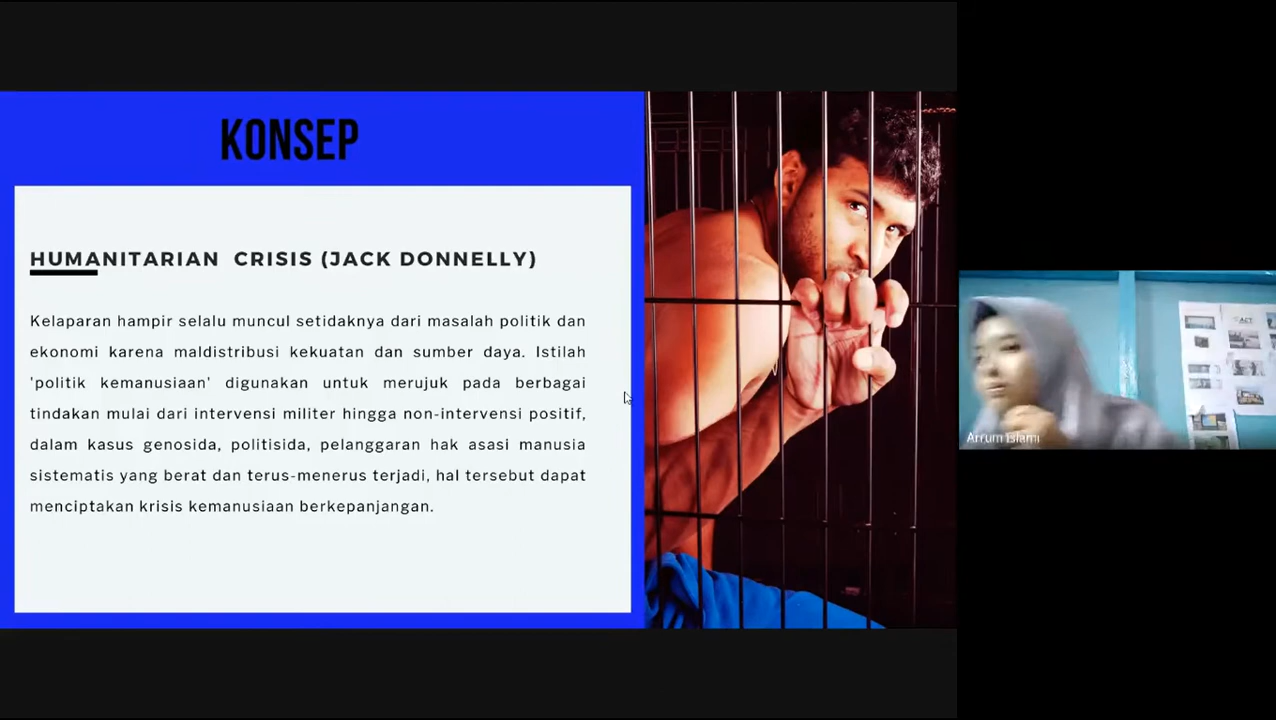 KONSEP
HUMANITARIAN CRISIS (JACK DONNELLY)
Kelaparan hampir selalu muncul setidaknya dari masalah politik dan
ekonomi karena maldistribusi kekuatan dan sumber daya. Istilah
'politik kemanusiaan' digunakan untuk merujuk pada berbagai
tindakan mulai dari intervensi militer hingga non-intervensi positif,
dalam kasus genosida, politisida, pelanggaran hak asasi manusia
sistematis yang berat dan terus-menerus terjadi, hal tersebut dapat
menciptakan krisis kemanusiaan berkepanjangan.
ACT
Arrum Islami